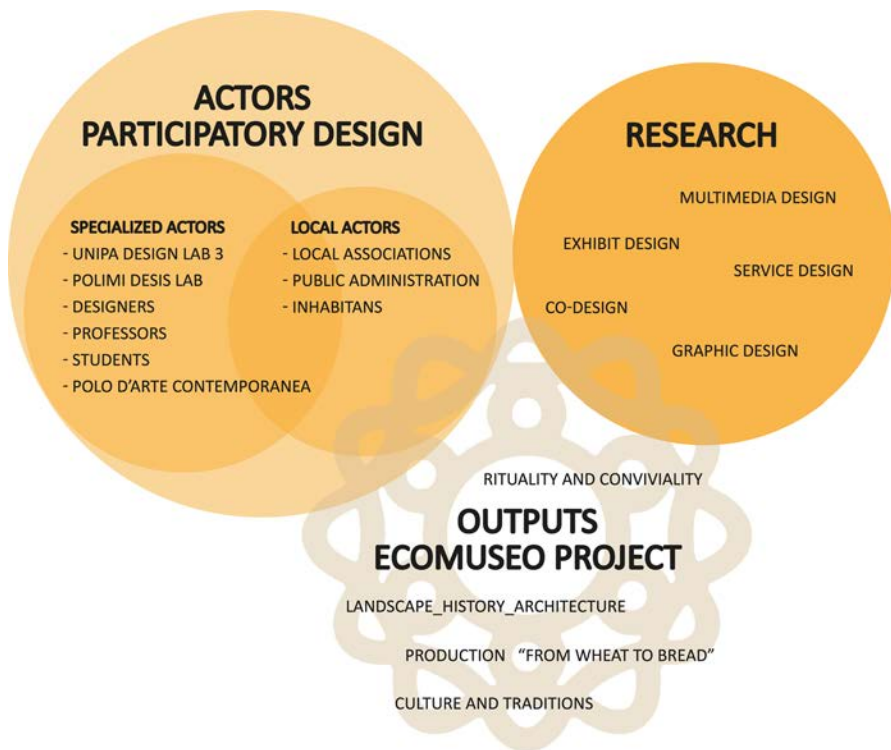 ACTORS
PARTICIPATORY DESIGN
SPECIALIZED ACTORS
- UNIPA DESIGN LAB 3
- POLIMI DESIS LAB
- DESIGNERS
- PROFESSORS
- STUDENTS
- POLO D'ARTE CONTEMPORANEA
LOCAL ACTORS
- LOCAL ASSOCIATIONS
- PUBLIC ADMINISTRATION
- INHABITANS
RESEARCH
MULTIMEDIA DESIGN
EXHIBIT DESIGN
SERVICE DESIGN
CO-DESIGN
GRAPHIC DESIGN
RITUALITY AND CONVIVIALITY
OUTPUTS
ECOMUSEO PROJECT
LANDSCAPE_HISTORY_ARCHITECTURE
PRODUCTION “FROM WHEAT TO BREAD”
CULTURE AND TRADITIONS